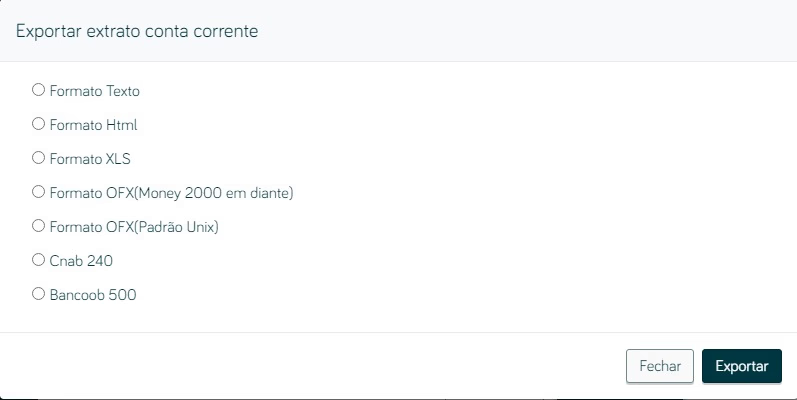 Exportar extrato conta corrente
Formato Texto
Formato Html
Formato XLS
Formato OFX(Money 2000 em diante)
Formato OFX(Padrão Unix)
Cnab 240
Bancoob 500
Fechar
Exportar